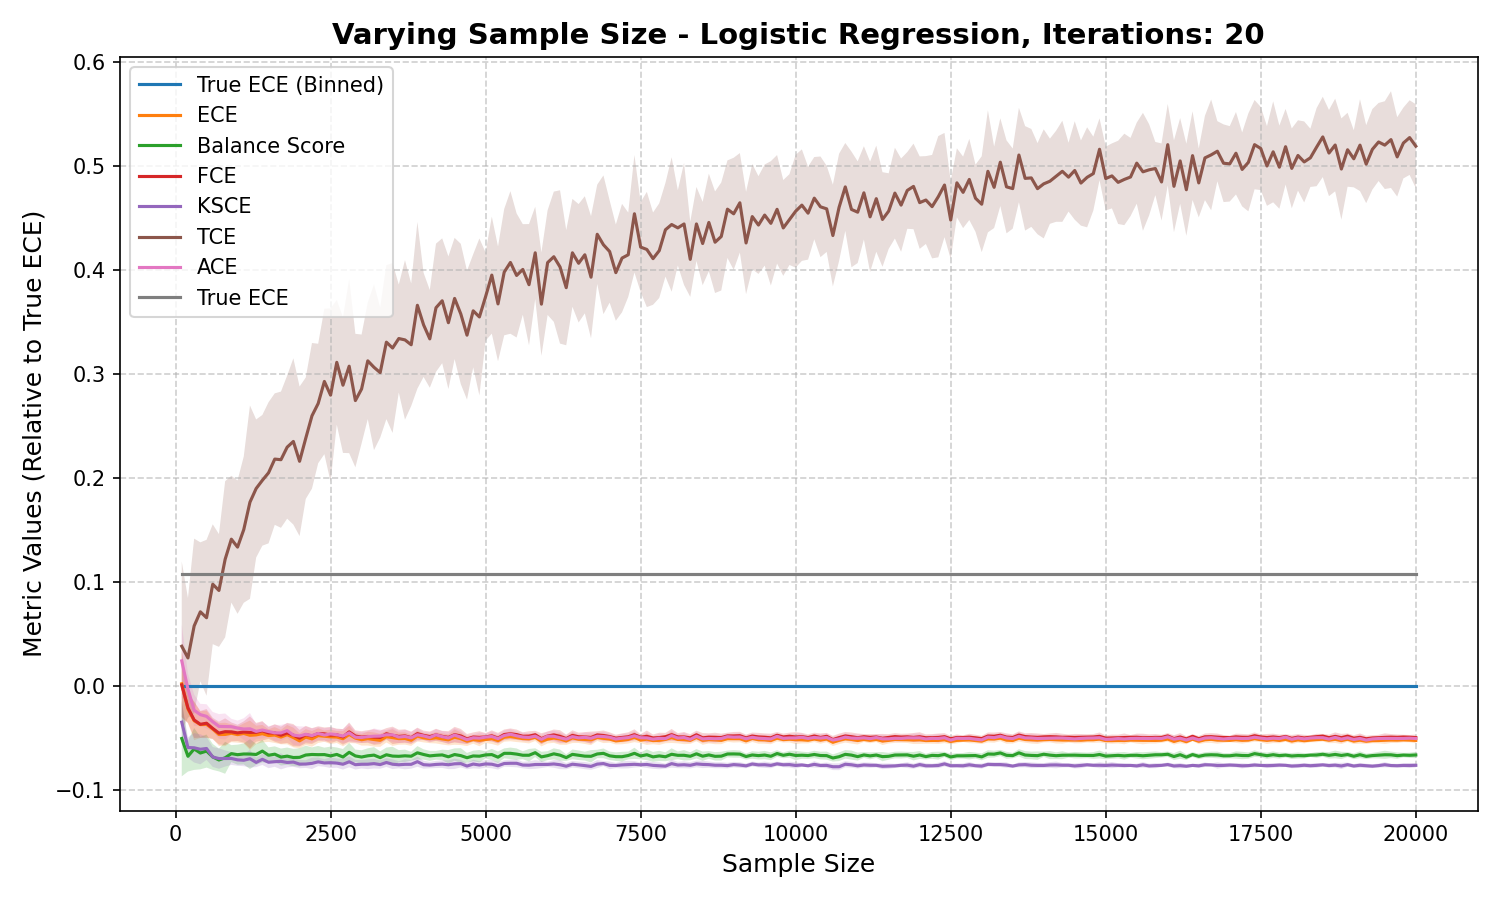 Varying Sample Size - Logistic Regression, Iterations: 20
Metric Values (Relative to True ECE)
0.6
0.5
0.4
0.3
0.2
0.1
0.0
−0.1
True ECE (Binned)
ECE
Balance Score
FCE
KSCE
TCE
ACE
True ECE
0 2500 5000 7500 10000 12500 15000 17500 20000
Sample Size